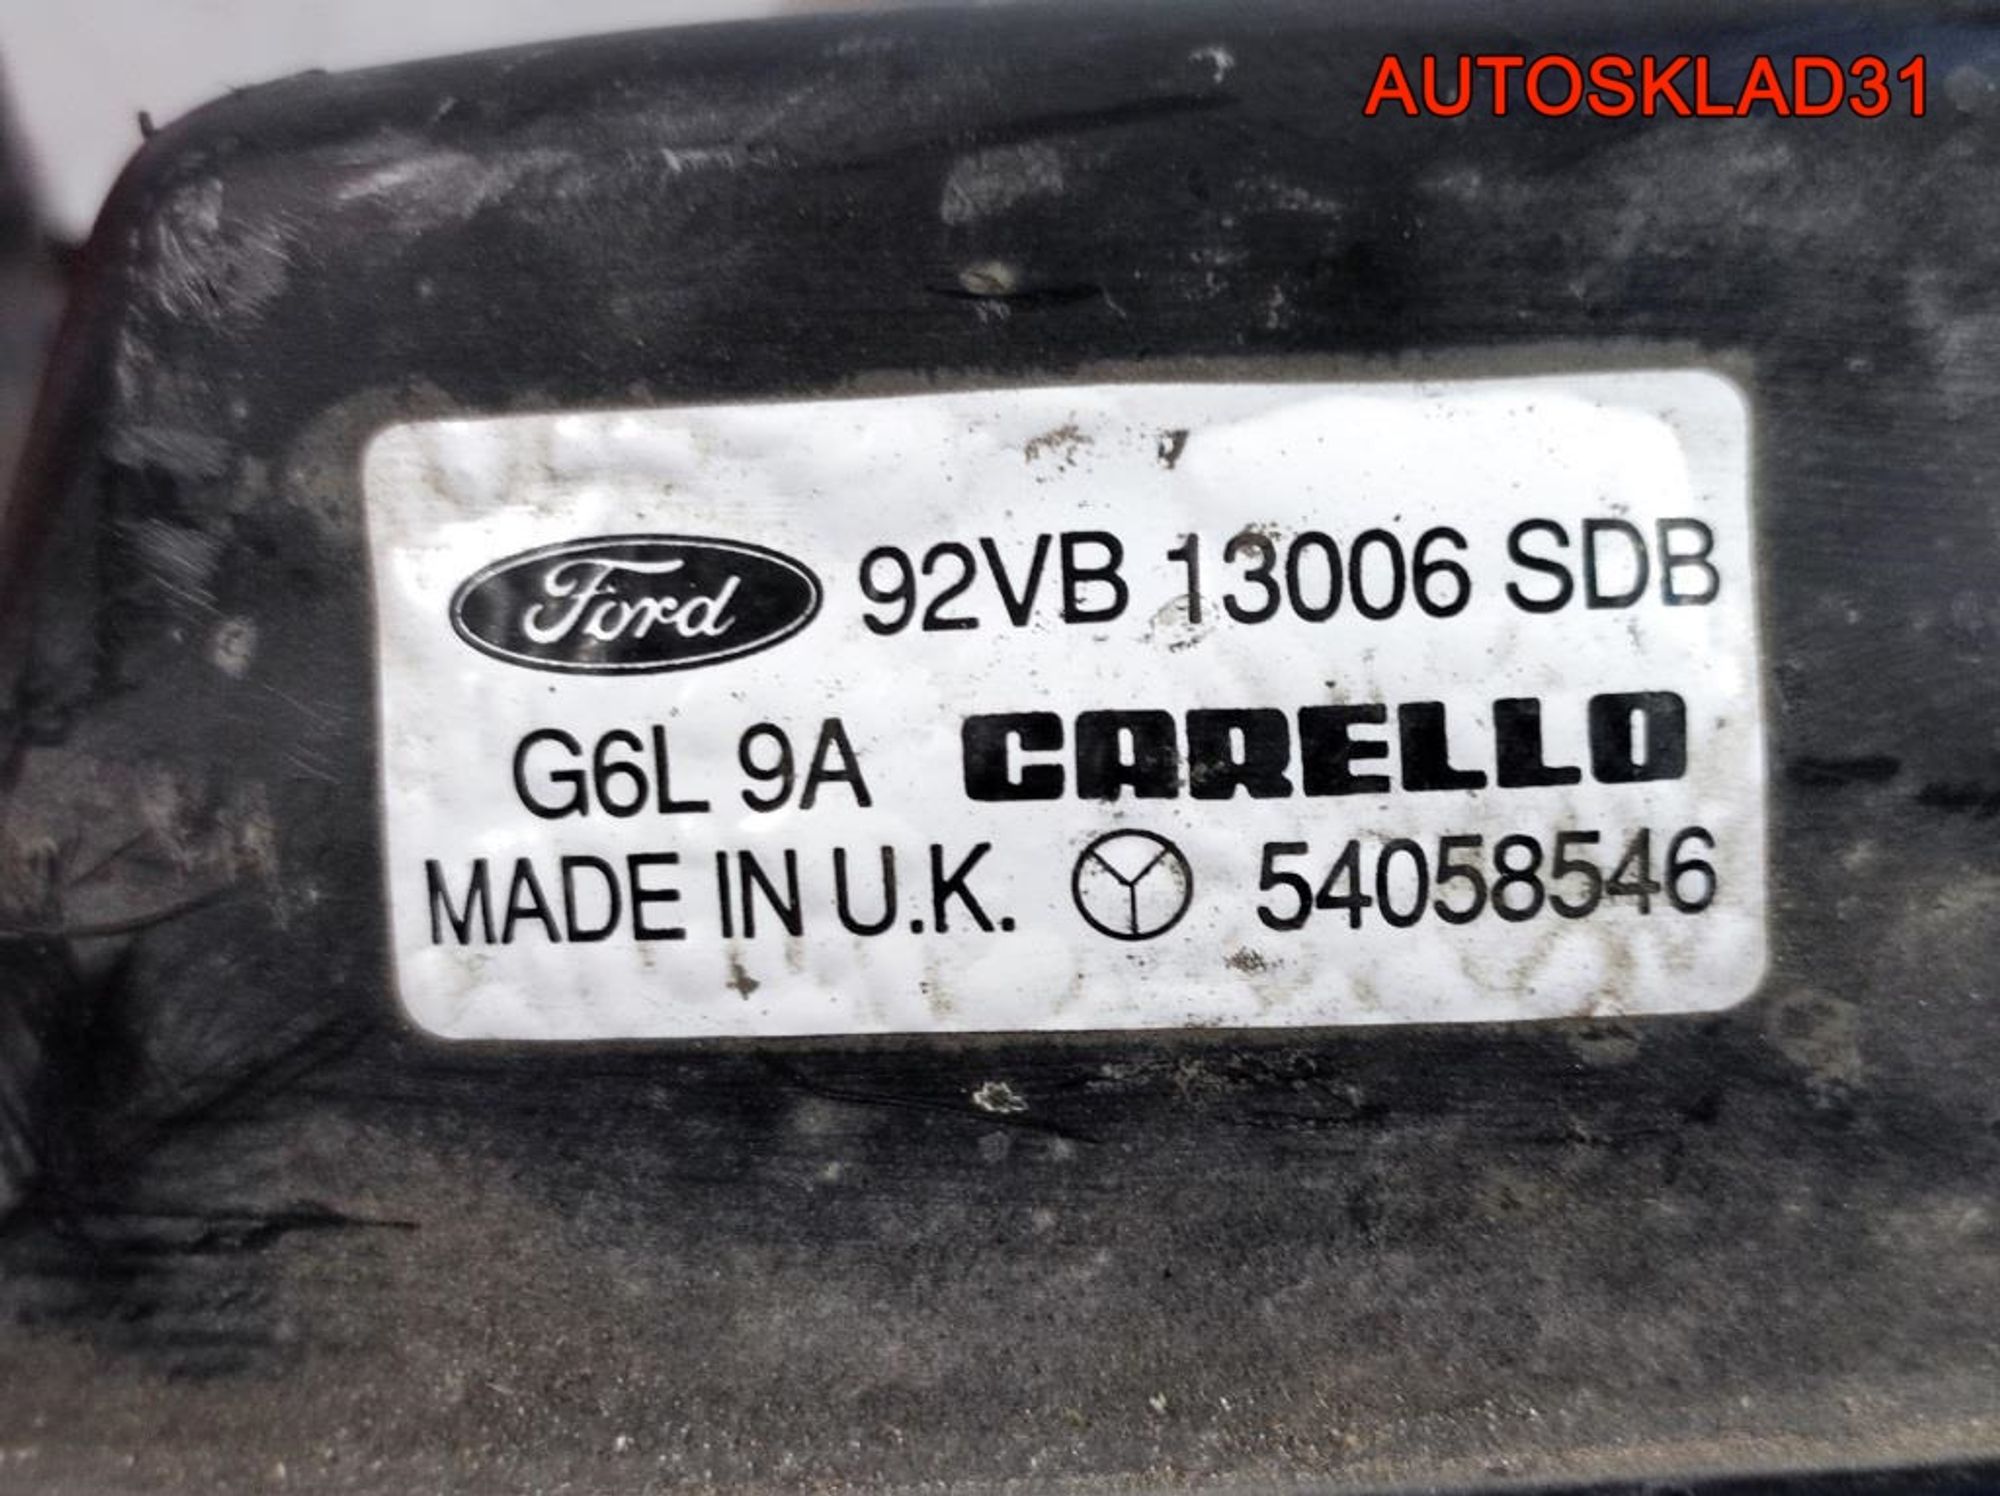 AUTOSKLAD31
Ford 92VB 13006 SDB
G6L 9A CARELLO
MADE IN U.K. 54058546